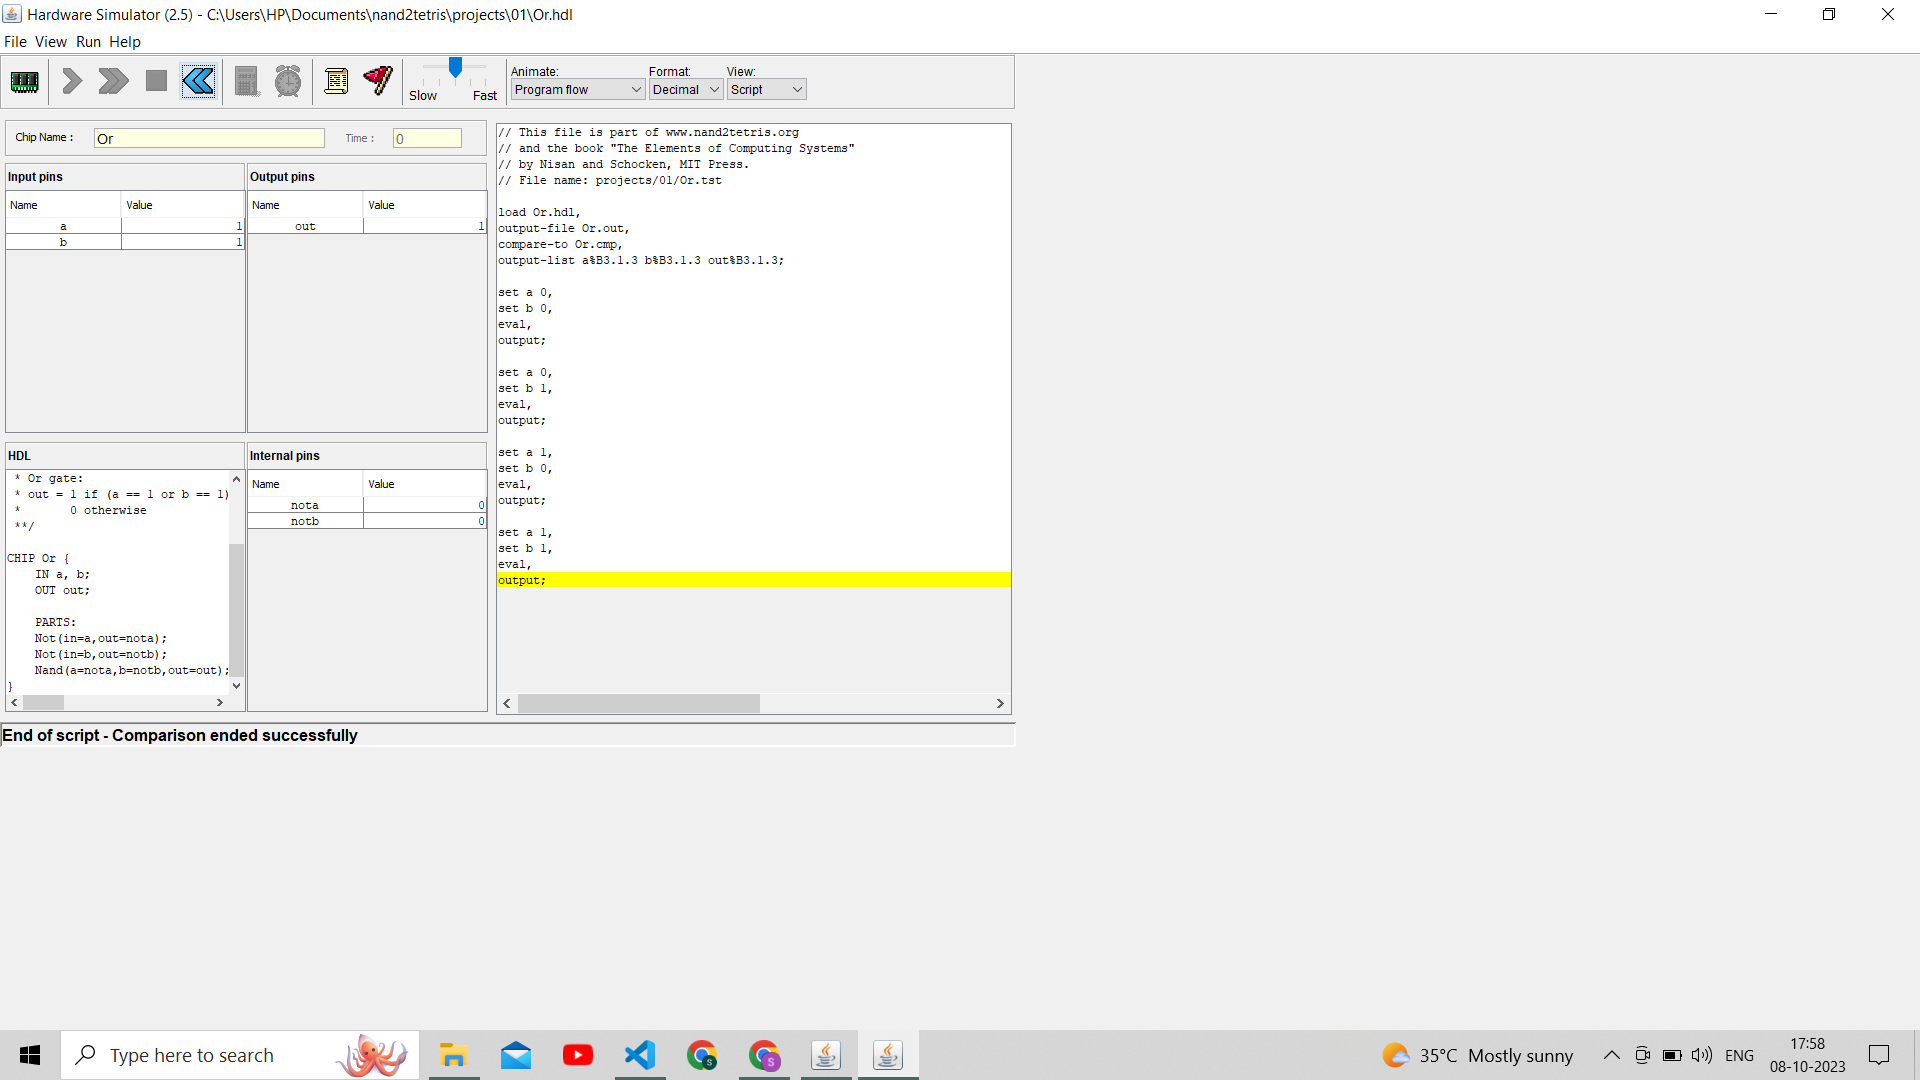 Hardware Simulator (2.5) - C:\Users\HP\Documents\nand2tetris\projects\01\Or.hdl
File View Run Help
Slow Fast
Animate:
Program flow
Format:
Decimal
View:
Script
Chip Name : Or Time : 0
Input pins
Name Value
a 1
b 1
Output pins
Name Value
out 1
HDL
* Or gate:
* out = 1 if (a == 1 or b == 1)
* 0 otherwise
**/
CHIP Or {
IN a, b;
OUT out;
PARTS:
Not(in=a,out=nota);
Not(in=b,out=notb);
Nand(a=nota,b=notb,out=out);
}
Internal pins
Name Value
nota 0
notb 0
// This file is part of www.nand2tetris.org
// and the book "The Elements of Computing Systems"
// by Nisan and Schocken, MIT Press.
// File name: projects/01/Or.tst
load Or.hdl,
output-file Or.out,
compare-to Or.cmp,
output-list a%B3.1.3 b%B3.1.3 out%B3.1.3;
set a 0,
set b 0,
eval,
output;
set a 0,
set b 1,
eval,
output;
set a 1,
set b 0,
eval,
output;
set a 1,
set b 1,
eval,
output;
End of script - Comparison ended successfully
Type here to search
S
S
35°C Mostly sunny
ENG
17:58
08-10-2023